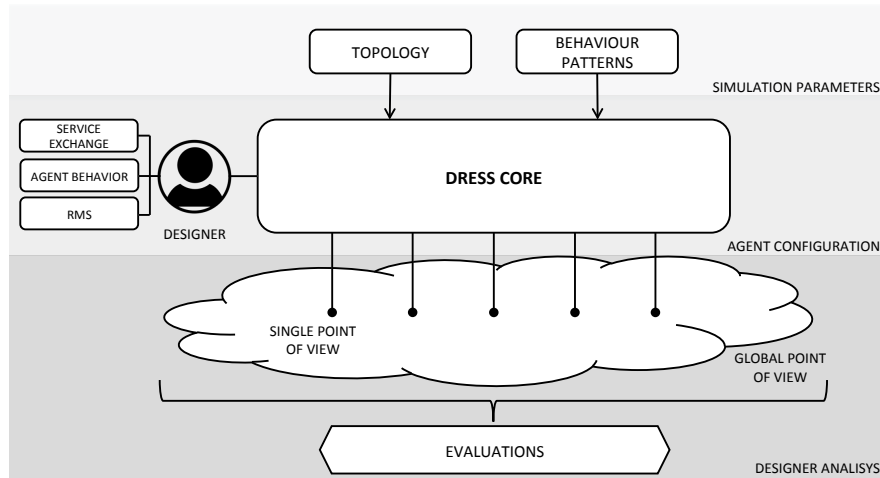 TOPOLOGY
BEHAVIOUR
PATTERNS
SIMULATION PARAMETERS
SERVICE
EXCHANGE
AGENT BEHAVIOR
RMS
DESIGNER
DRESS CORE
AGENT CONFIGURATION
SINGLE POINT
OF VIEW
GLOBAL POINT
OF VIEW
EVALUATIONS
DESIGNER ANALISYS